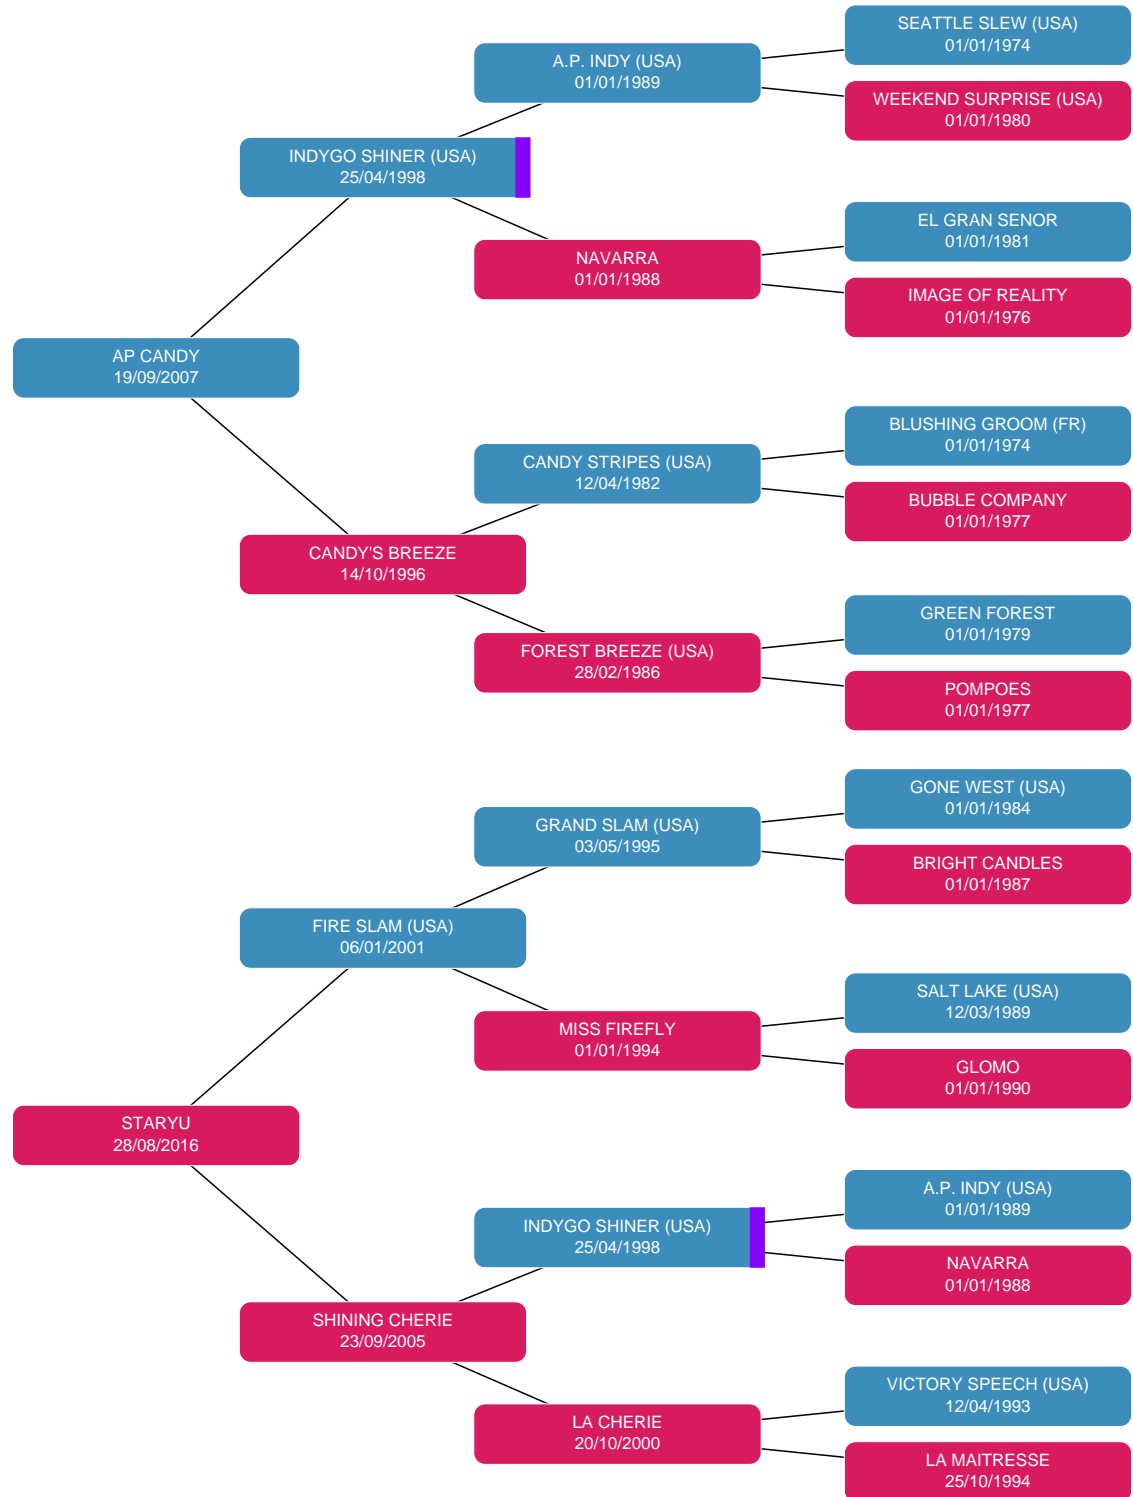 SEATTLE SLEW (USA)
01/01/1974
A.P. INDY (USA)
01/01/1989
WEEKEND SURPRISE (USA)
01/01/1980
INDYGO SHINER (USA)
25/04/1998
EL GRAN SENOR
01/01/1981
NAVARRA
01/01/1988
IMAGE OF REALITY
01/01/1976
AP CANDY
19/09/2007
BLUSHING GROOM (FR)
01/01/1974
CANDY STRIPES (USA)
12/04/1982
BUBBLE COMPANY
01/01/1977
CANDY'S BREEZE
14/10/1996
GREEN FOREST
01/01/1979
FOREST BREEZE (USA)
28/02/1986
POMPOES
01/01/1977
GONE WEST (USA)
01/01/1984
GRAND SLAM (USA)
03/05/1995
BRIGHT CANDLES
01/01/1987
FIRE SLAM (USA)
06/01/2001
SALT LAKE (USA)
12/03/1989
MISS FIREFLY
01/01/1994
GLOMO
01/01/1990
STARYU
28/08/2016
A.P. INDY (USA)
01/01/1989
INDYGO SHINER (USA)
25/04/1998
NAVARRA
01/01/1988
SHINING CHERIE
23/09/2005
VICTORY SPEECH (USA)
12/04/1993
LA CHERIE
20/10/2000
LA MAITRESSE
25/10/1994